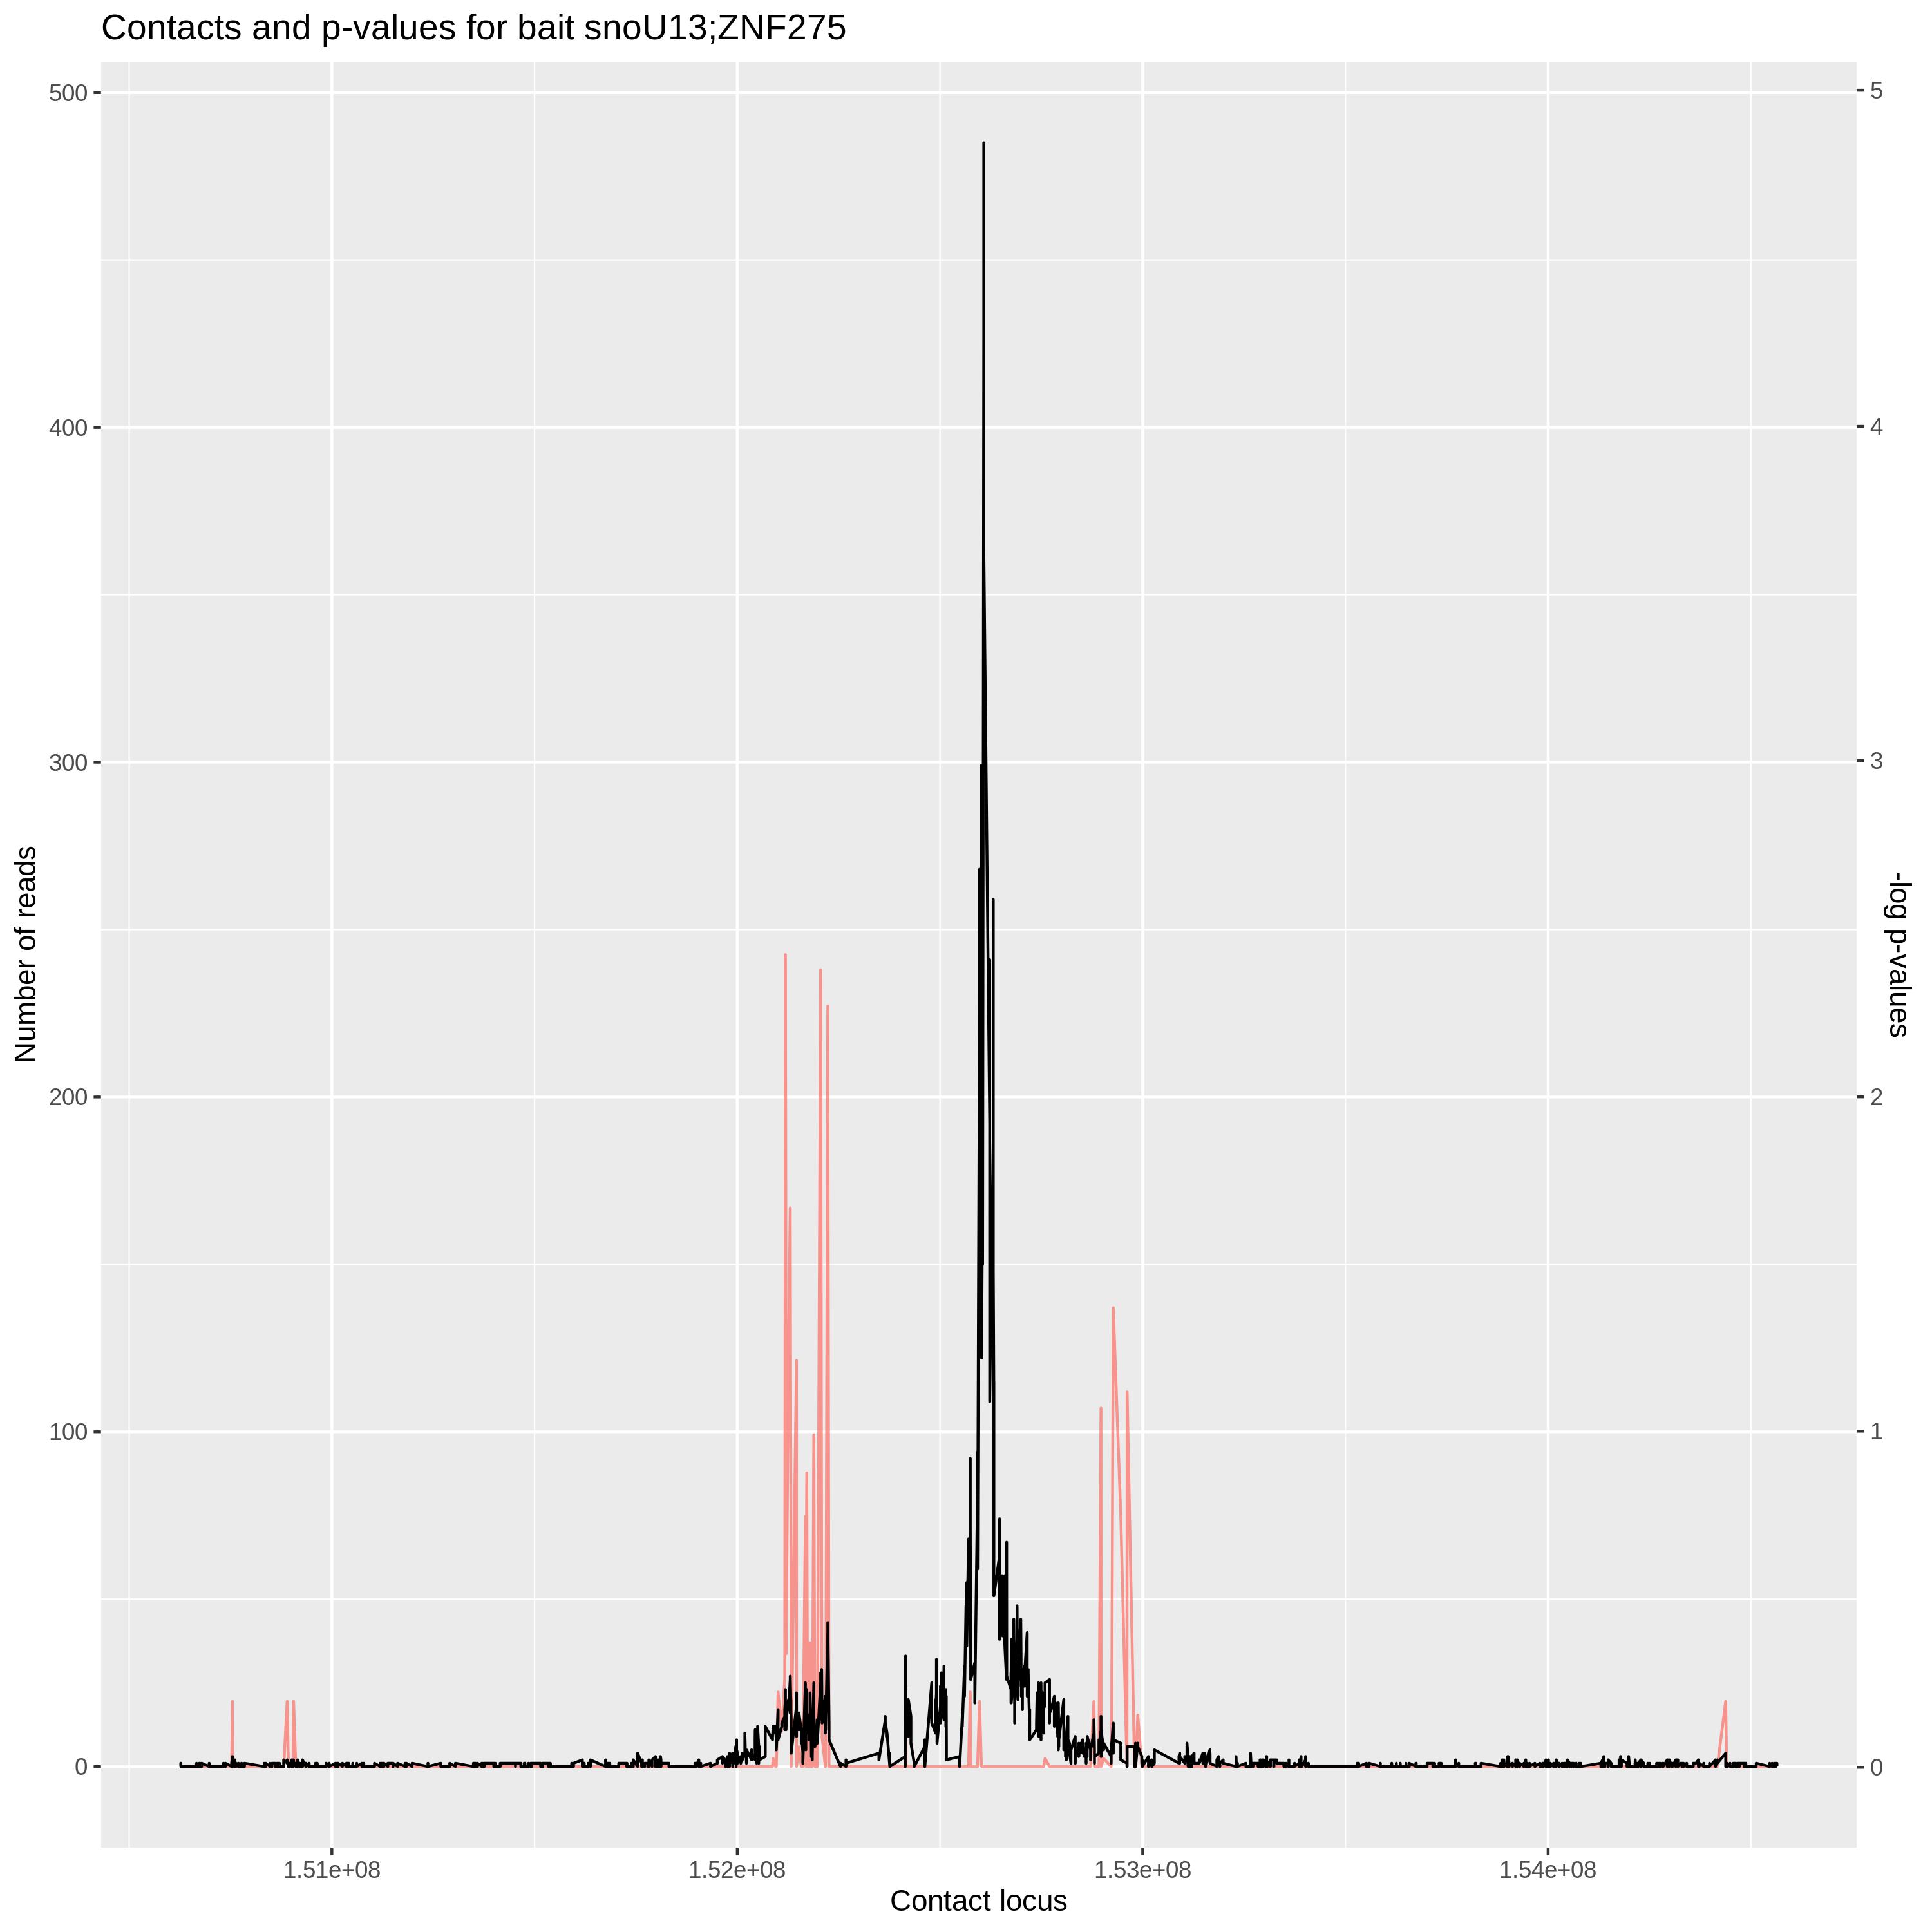 Contacts and p-values for bait snoU13;ZNF275
500
400
300
200
100
0
Number of reads
5
4
3
2
1
0
-log p-values
1.51e+08
1.52e+08
1.53e+08
1.54e+08
Contact locus